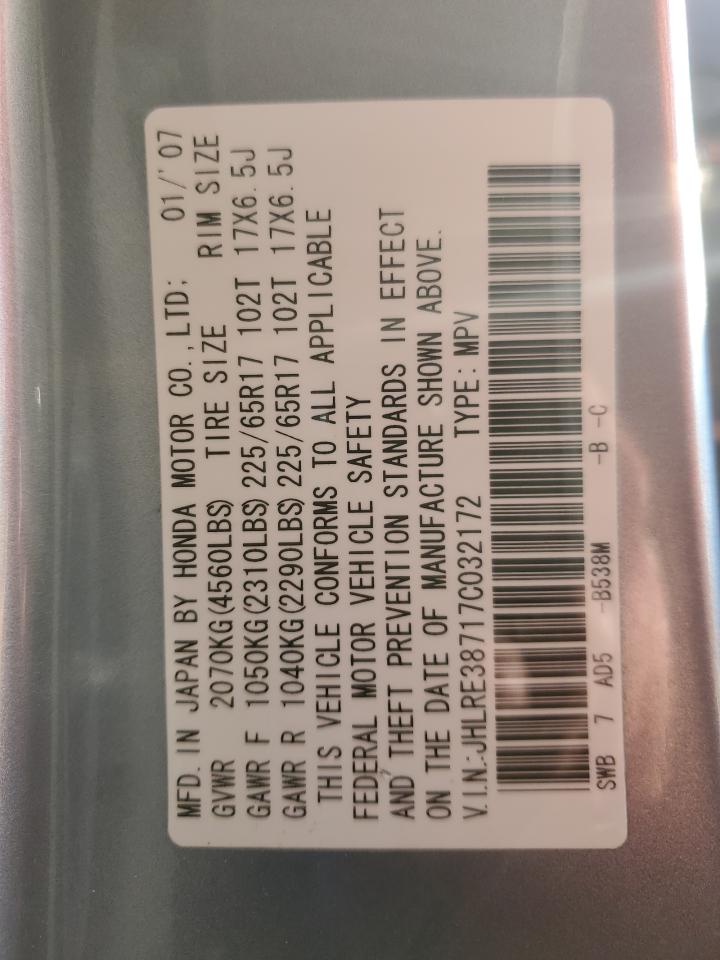 MFD. IN JAPAN BY HONDA MOTOR CO.,LTD; 01/'07
GVWR 2070KG(4560LBS) TIRE SIZE RIM SIZE
GAWR F 1050KG(2310LBS) 225/65R17 102T 17X6.5J
GAWR R 1040KG(2290LBS) 225/65R17 102T 17X6.5J
THIS VEHICLE CONFORMS TO ALL APPLICABLE
FEDERAL MOTOR VEHICLE SAFETY
AND THEFT PREVENTION STANDARDS IN EFFECT
ON THE DATE OF MANUFACTURE SHOWN ABOVE.
V.I.N.:JHLRE38717C032172 TYPE: MPV
SWB 7 AD5 -B538M -B -C